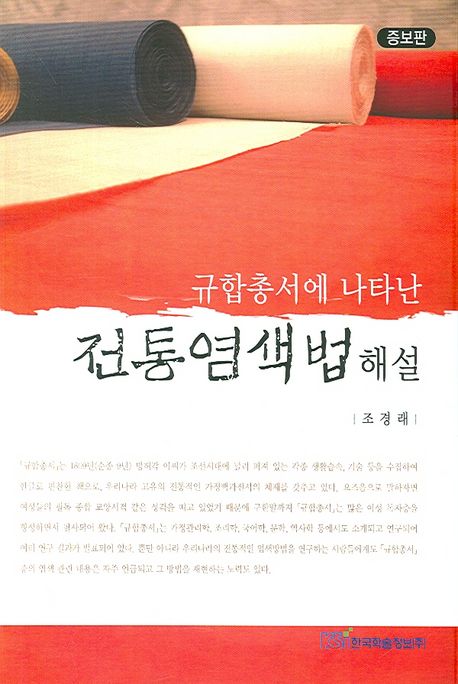 증보판
규합총서에 나타난
전통염색법 해설
| 조경래 |
『규합총서』는 1809년(순종 9년) 빙허각 이씨가 조선시대에 널리 퍼져 있는 각종 생활습속, 기술 등을 수집하여
한글로 편찬한 책으로, 우리나라 고유의 전통적인 가정백과전서의 체재를 갖추고 있다. 요즈음으로 말하자면
여성들의 필독 종합 교양서적 같은 성격을 띠고 있었기 때문에 구한말까지 『규합총서』는 많은 이성 독자층을
형성하면서 전사되어 왔다. 『규합총서』는 가정관리학, 조리학, 국어학, 문학, 역사학 등에서도 소개되고 연구되어
여러 연구 결과가 발표되어 있다. 뿐만 아니라 우리나라의 전통적인 염색방법을 연구하는 사람들에게도 『규합총서』
속의 염색 관련 내용은 자주 언급되고 그 방법을 재현하는 노력도 있다.
한국학술정보[주]